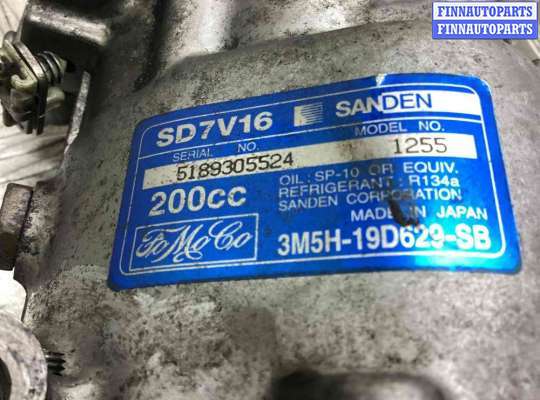 FINNAUTOPARTS
FINNAUTOPARTS
SD7V16 SANDEN
SERIAL NO. MODEL NO.
5189305524 1255
200cc
OIL: SP-10 OR EQUIV.
REFRIGERANT: R134a
SANDEN CORPORATION
MADE IN JAPAN
FoMoCo 3M5H-19D629-SB